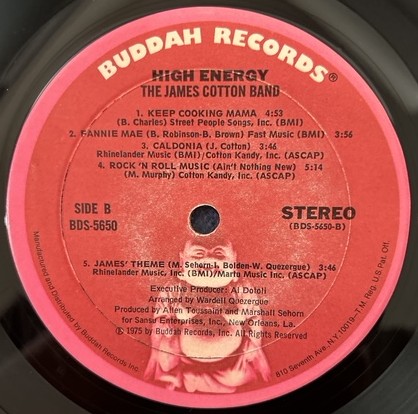 BUDDAH RECORDS®
HIGH ENERGY
THE JAMES COTTON BAND
1. KEEP COOKING MAMA 4:53
(B. Charles) Street People Songs, Inc. (BMI)
2. FANNIE MAE (B. Robinson-B. Brown) Fast Music (BMI) 3:56
3. CALDONIA (J. Cotton) 3:46
Rhinelander Music (BMI)/Cotton Kandy, Inc. (ASCAP)
4. ROCK 'N ROLL MUSIC (Ain't Nothing New) 5:14
(M. Murphy) Cotton Kandy, Inc. (ASCAP)
SIDE B
BDS-5650
STEREO
(BDS-5650-B)
5. JAMES' THEME (M. Sehorn-I. Bolden-W. Quezergue) 3:46
Rhinelander Music, Inc. (BMI)/Marhu Music, Inc. (ASCAP)
Executive Producer: Al Dololi
Arranged by Wardell Quezergue
Produced by Allen Toussaint and Marshall Sehorn
for Sansu Enterprises, Inc., New Orleans, La.
Ⓟ 1975 by Buddah Records, Inc. All Rights Reserved
Manufactured and Distributed by Buddah Records Inc.
810 Seventh Ave., N.Y. 10019-T.M. Reg. U.S. Pat. Off.